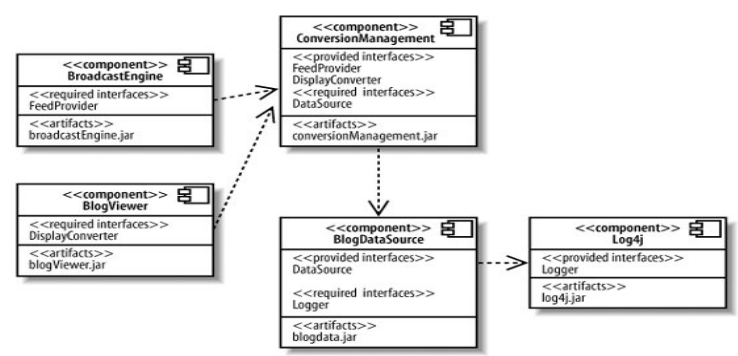 <<component>>
BroadcastEngine
<<required interfaces>>
FeedProvider
<<artifacts>>
broadcastEngine.jar
<<component>>
ConversionManagement
<<provided interfaces>>
FeedProvider
DisplayConverter
<<required interfaces>>
DataSource
<<artifacts>>
conversionManagement.jar
<<component>>
BlogViewer
<<required interfaces>>
DisplayConverter
<<artifacts>>
blogViewer.jar
<<component>>
BlogDataSource
<<provided interfaces>>
DataSource
<<required interfaces>>
Logger
<<artifacts>>
blogdata.jar
<<component>>
Log4j
<<provided interfaces>>
Logger
<<artifacts>>
log4j.jar